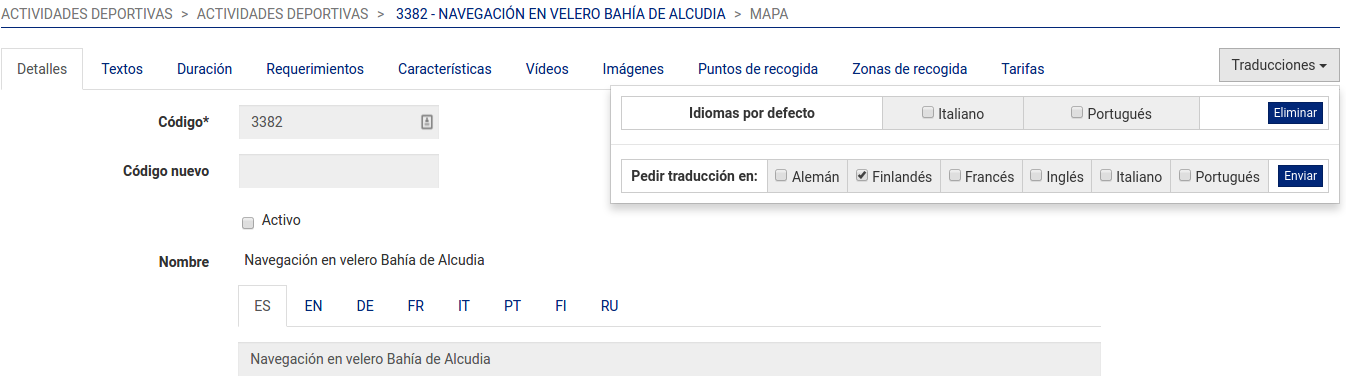 ACTIVIDADES DEPORTIVAS > ACTIVIDADES DEPORTIVAS > 3382 - NAVEGACIÓN EN VELERO BAHÍA DE ALCUDIA > MAPA
Detalles Textos Duración Requerimientos Características Vídeos Imágenes Puntos de recogida Zonas de recogida Tarifas Traducciones
Idiomas por defecto Italiano Portugués Eliminar
Pedir traducción en: Alemán Finlandés Francés Inglés Italiano Portugués Enviar
Código* 3382
Código nuevo
Activo
Nombre Navegación en velero Bahía de Alcudia
ES EN DE FR IT PT FI RU
Navegación en velero Bahía de Alcudia